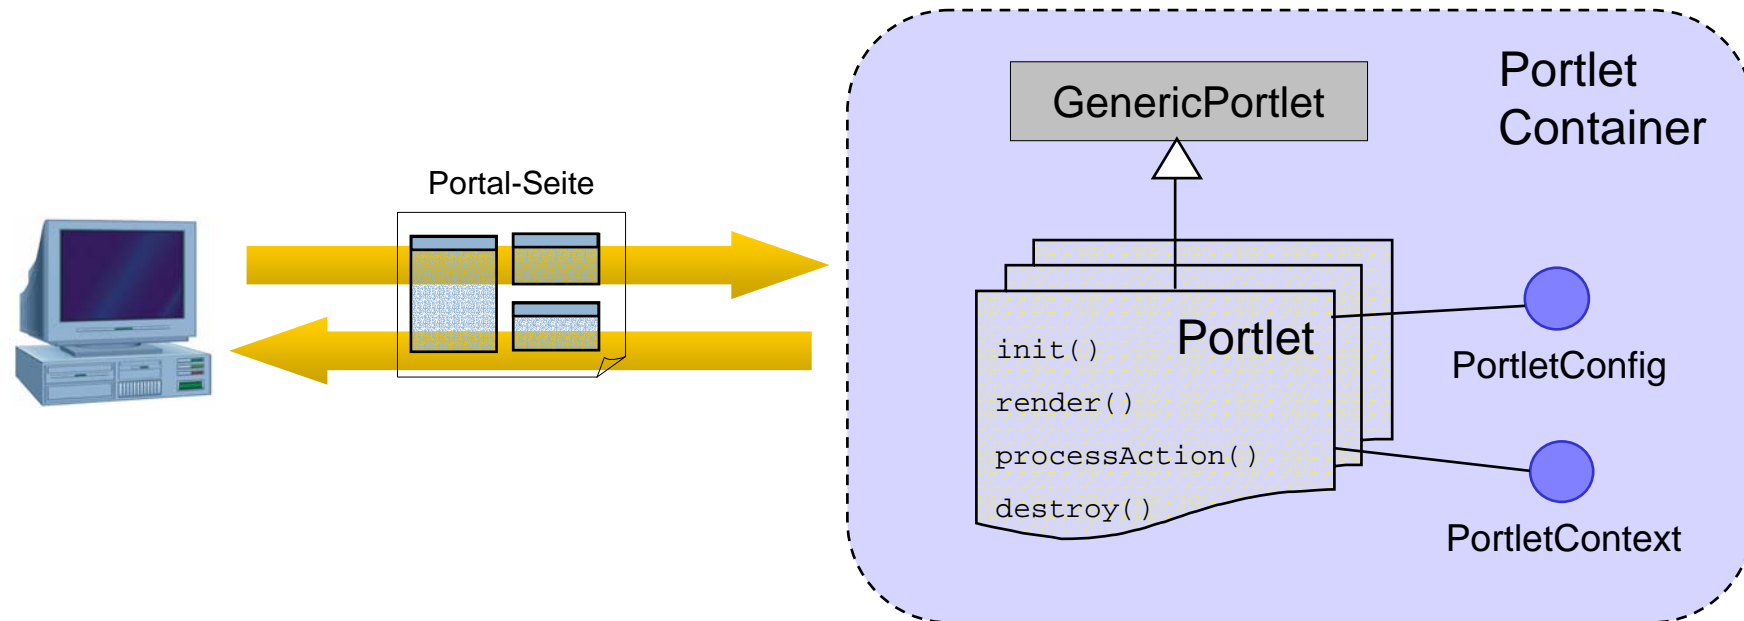 Portlet
Container
GenericPortlet
Portal-Seite
Portlet
init()
render()
processAction()
destroy()
PortletConfig
PortletContext